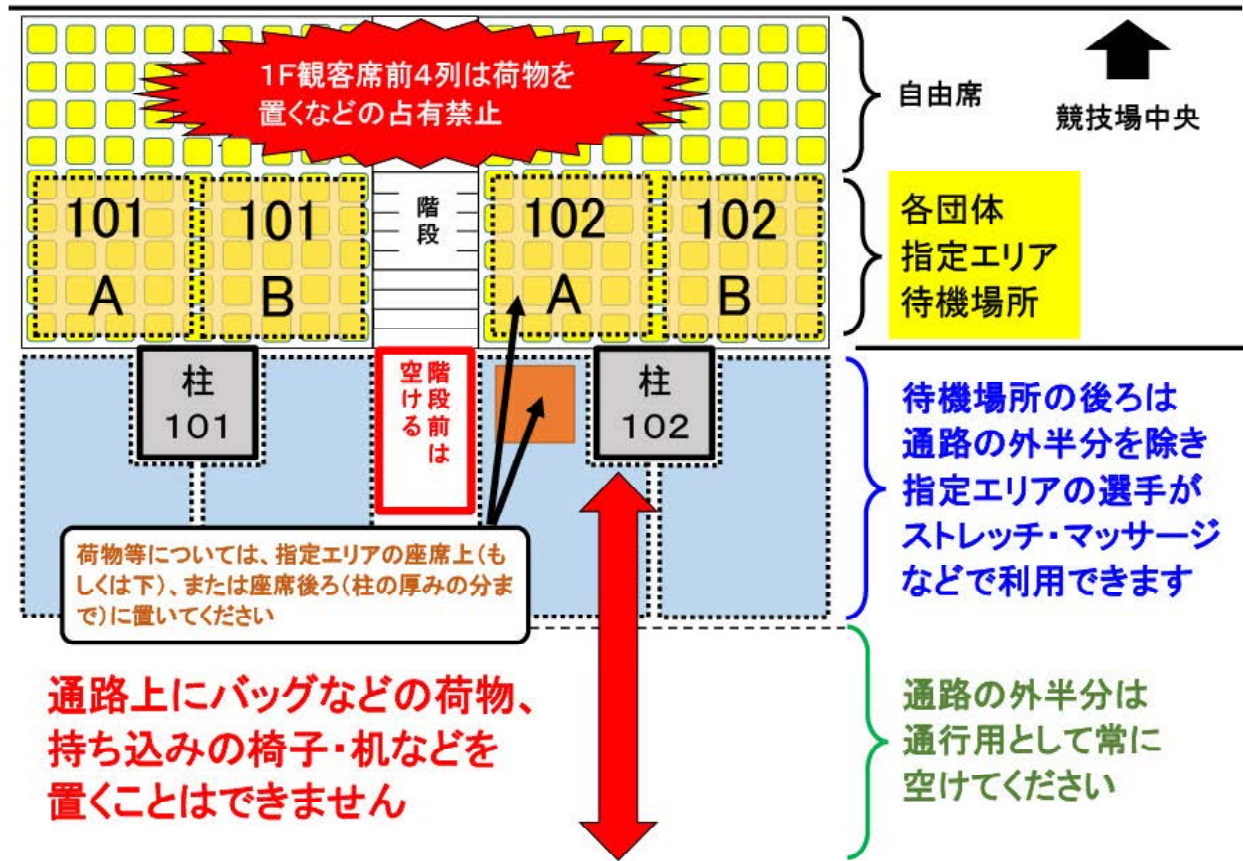 1F観客席前4列は荷物を
置くなどの占有禁止
自由席
競技場中央
101
A
101
B
階段
102
A
102
B
各団体
指定エリア
待機場所
柱
101
階段前は
空ける
柱
102
待機場所の後ろは
通路の外半分を除き
指定エリアの選手が
ストレッチ・マッサージ
などで利用できます
荷物等については、指定エリアの座席上(も
しくは下)、または座席後ろ(柱の厚みの分ま
で)に置いてください
通路上にバッグなどの荷物、
持ち込みの椅子・机などを
置くことはできません
通路の外半分は
通行用として常に
空けてください